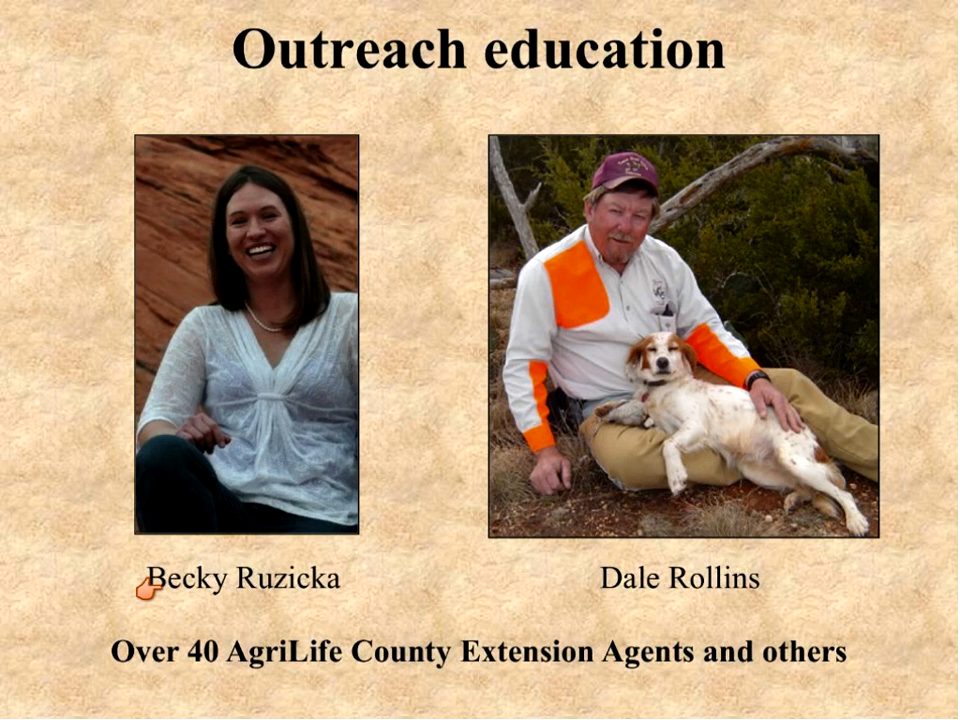 Outreach education
Becky Ruzicka
Dale Rollins
Over 40 AgriLife County Extension Agents and others